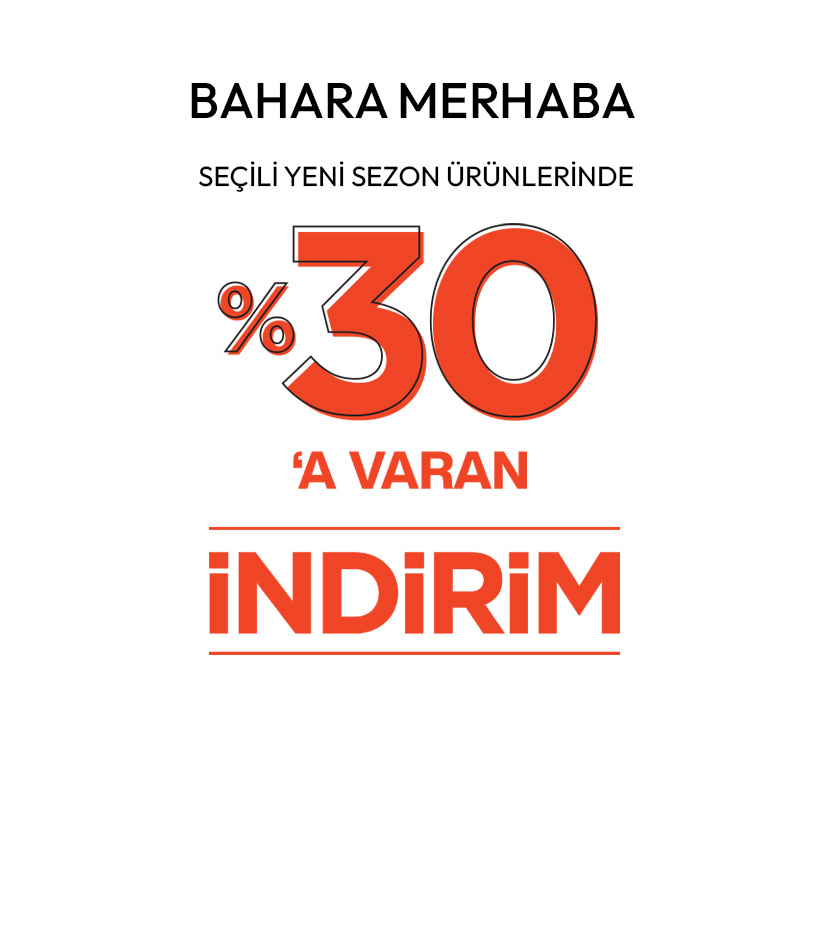 BAHARA MERHABA
SEÇİLİ YENİ SEZON ÜRÜNLERİNDE
%30
‘A VARAN
İNDİRİM